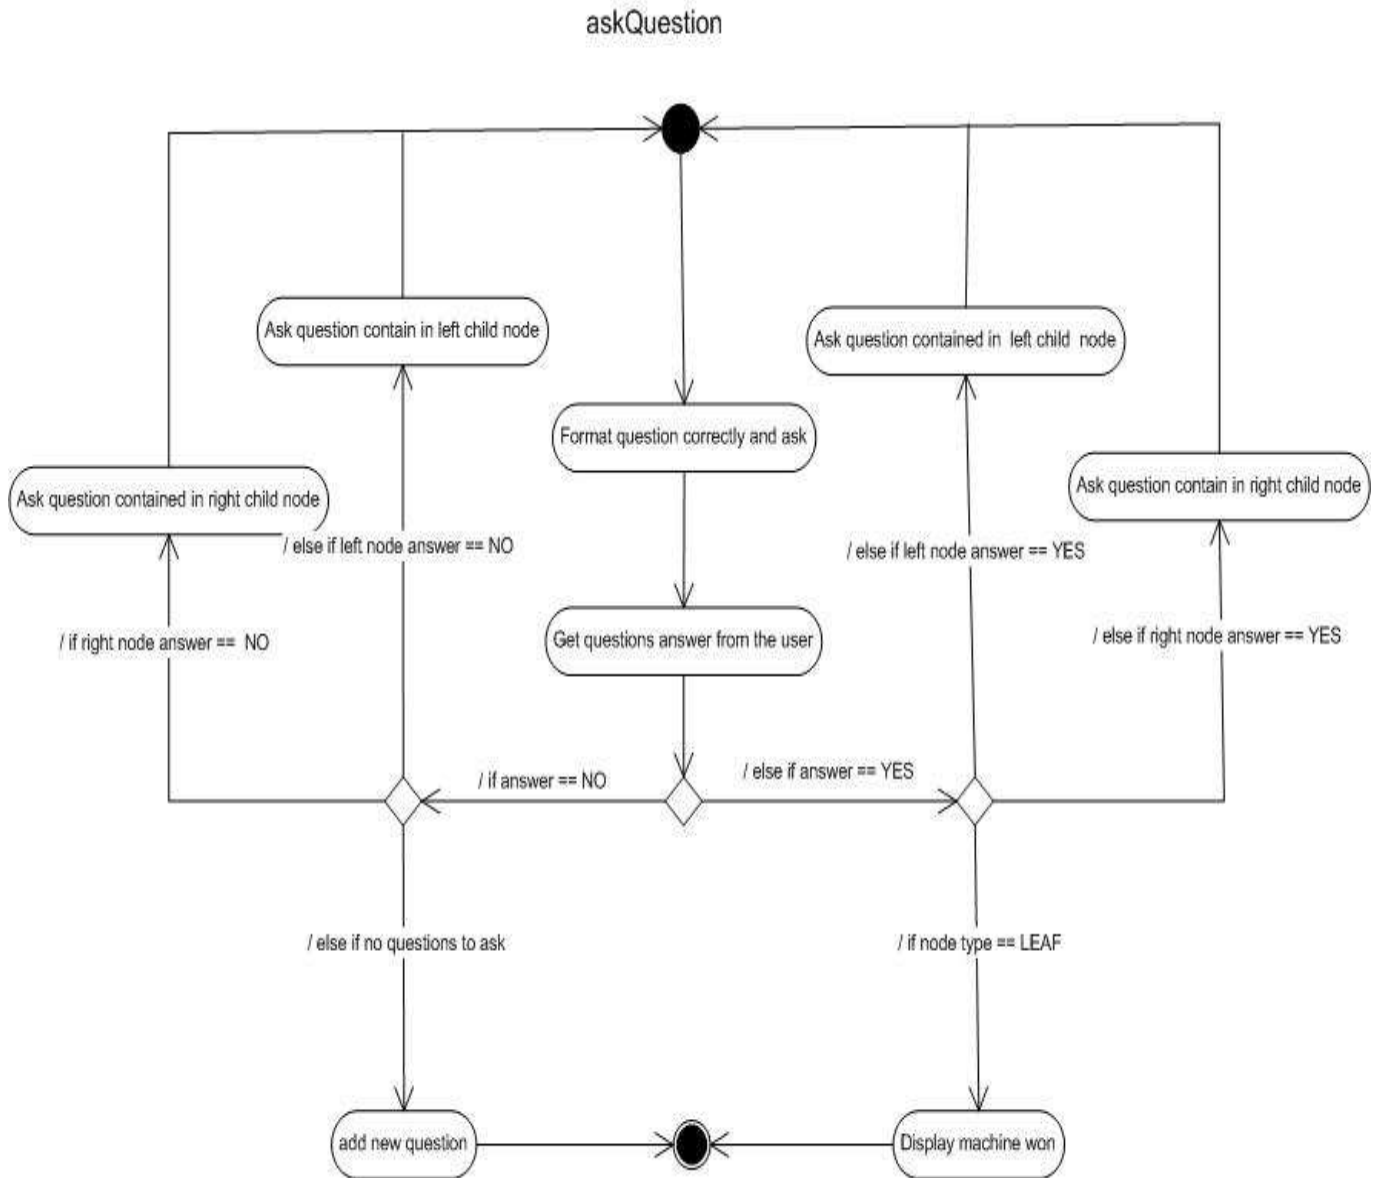 askQuestion
Ask question contain in left child node
Ask question contained in  left child  node
Format question correctly and ask
Ask question contained in right child node
Ask question contain in right child node
/ else if left node answer == NO
/ else if left node answer == YES
/ if right node answer ==  NO
Get questions answer from the user
/ else if right node answer == YES
/ if answer == NO
/ else if answer == YES
/ else if no questions to ask
/ if node type == LEAF
add new question
Display machine won